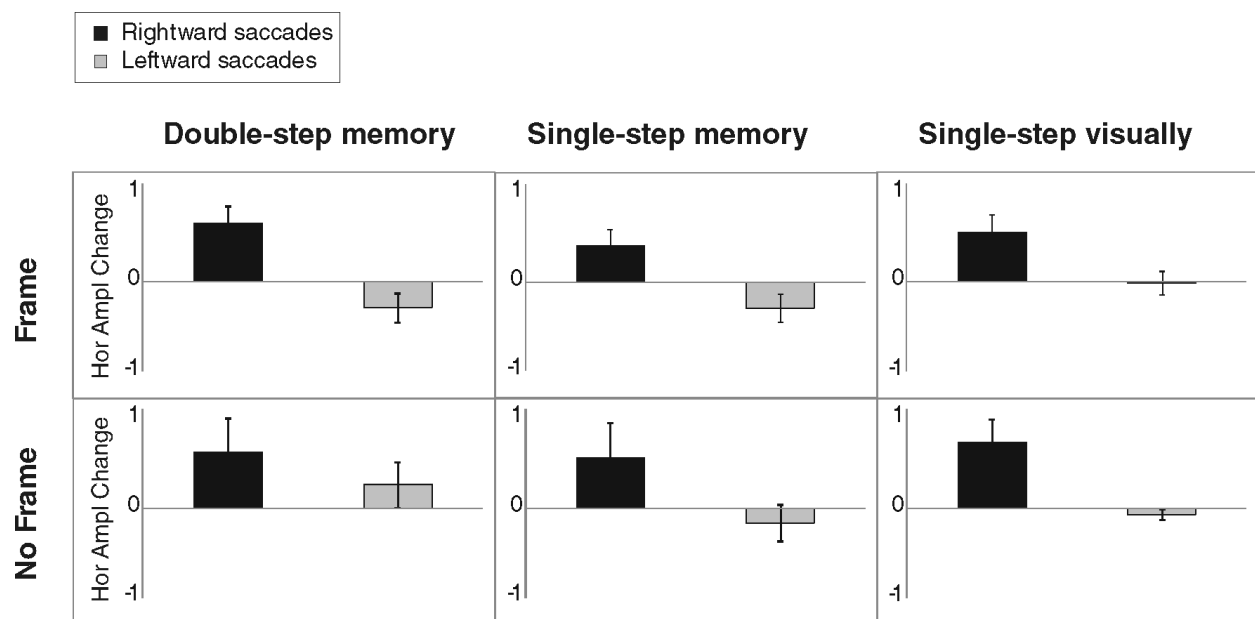 Rightward saccades
Leftward saccades
Double-step memory
Single-step memory
Single-step visually
Frame
Hor Ampl Change
1
0
-1
1
0
-1
1
0
-1
No Frame
Hor Ampl Change
1
0
-1
1
0
-1
1
0
-1